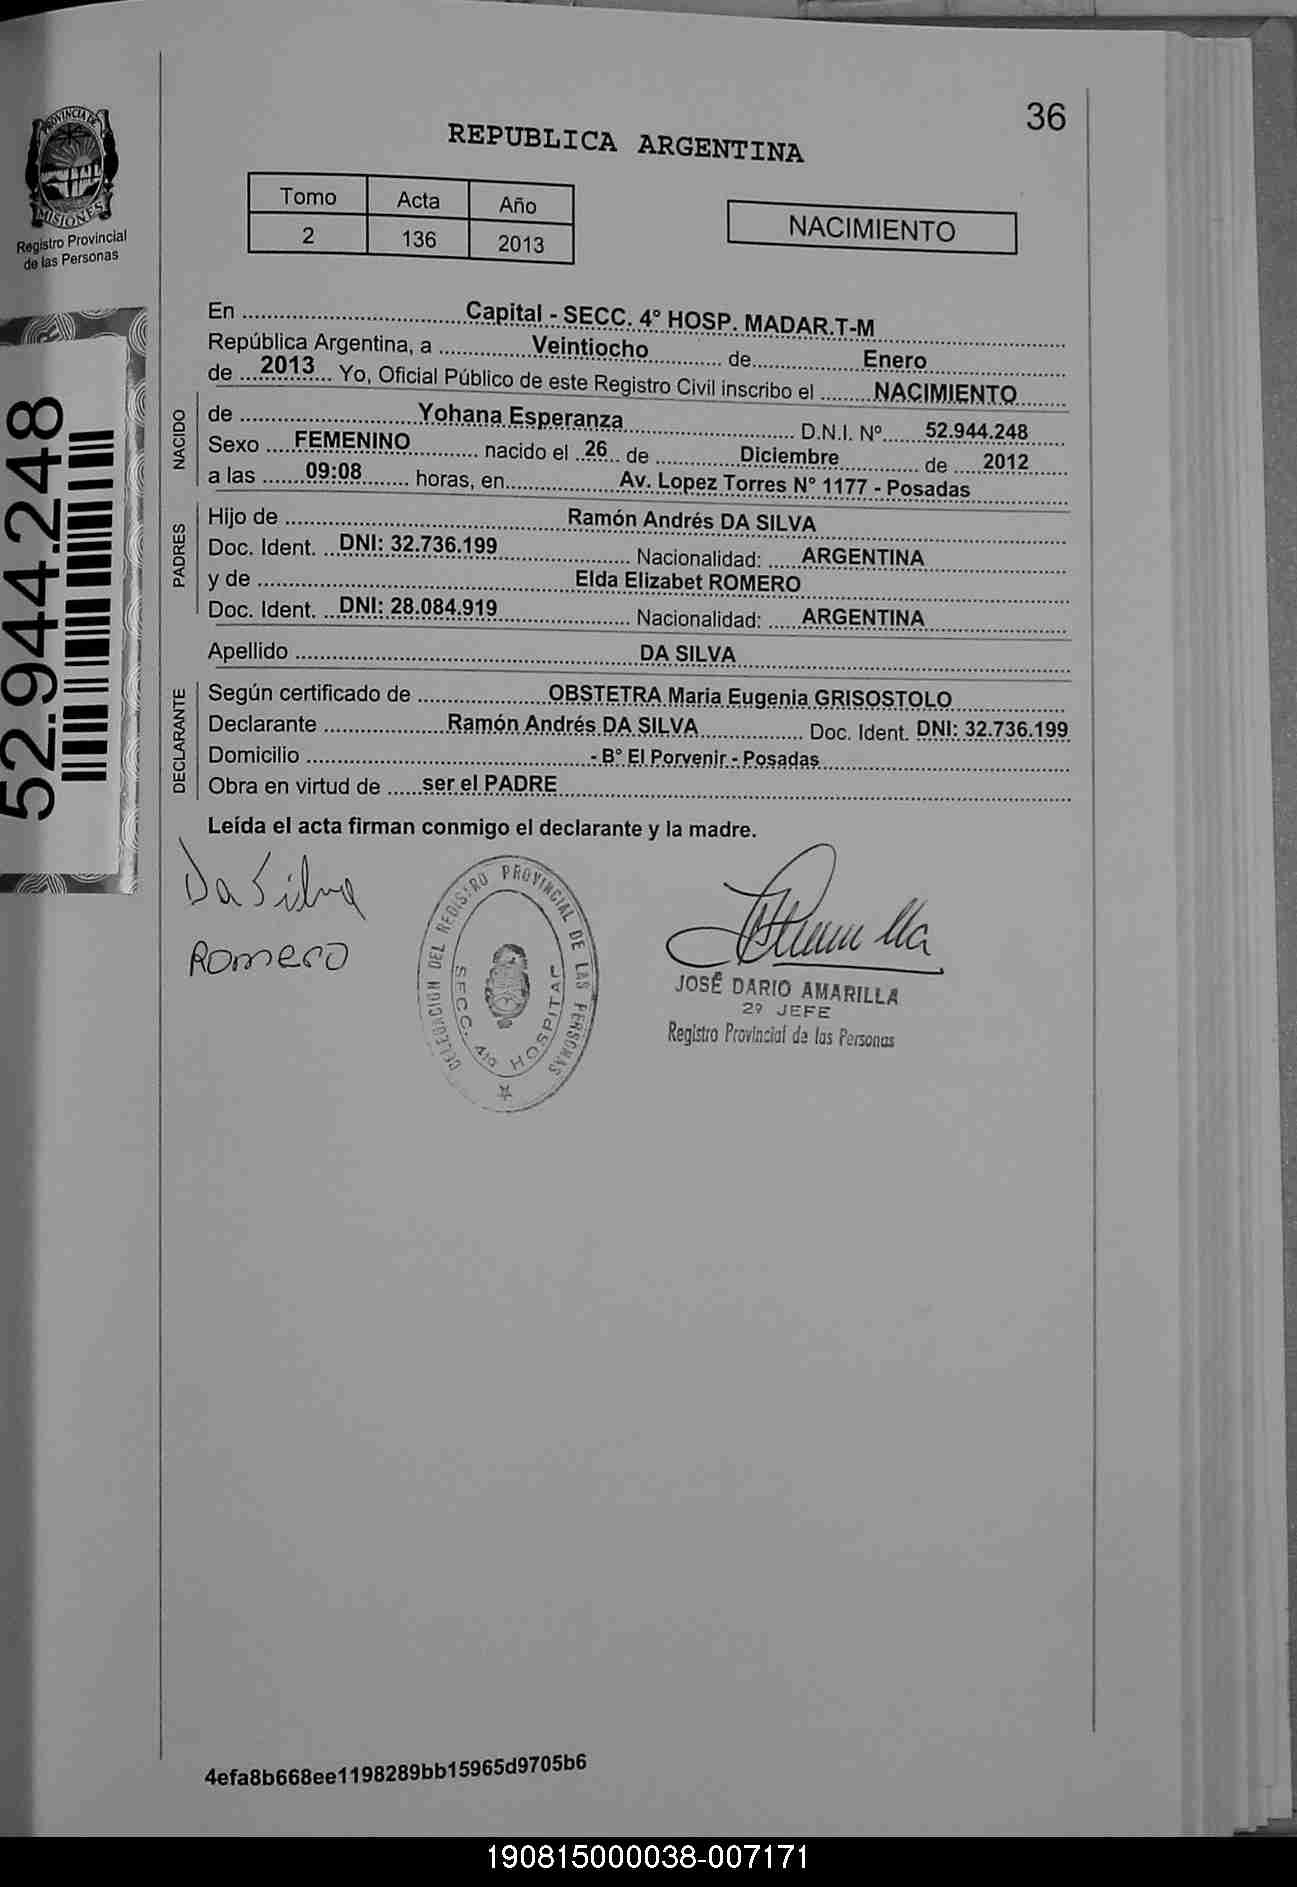 36
REPUBLICA ARGENTINA
PROVINCIA DE
MISIONES
Registro Provincial
de las Personas
Tomo Acta Año
2 136 2013
NACIMIENTO
52.944.248
En ........ Capital - SECC. 4° HOSP. MADAR.T-M ........
República Argentina, a ........ Veintiocho ........ de ........ Enero ........
de ... 2013 ... Yo, Oficial Público de este Registro Civil inscribo el ........ NACIMIENTO ........
NACIDO
de ........ Yohana Esperanza ........ D.N.I. Nº ...... 52.944.248 ......
Sexo .... FEMENINO ........ nacido el .. 26 .. de ........ Diciembre ........ de .... 2012 ......
a las ...... 09:08 ...... horas, en ........ Av. Lopez Torres N° 1177 - Posadas ........
PADRES
Hijo de ........ Ramón Andrés DA SILVA ........
Doc. Ident. .. DNI: 32.736.199 ........ Nacionalidad: ..... ARGENTINA ........
y de ........ Elda Elizabet ROMERO ........
Doc. Ident. .. DNI: 28.084.919 ........ Nacionalidad: ..... ARGENTINA ........
Apellido ........ DA SILVA ........
DECLARANTE
Según certificado de ........ OBSTETRA Maria Eugenia GRISOSTOLO ........
Declarante ........ Ramón Andrés DA SILVA ........ Doc. Ident. DNI: 32.736.199
Domicilio ........ - B° El Porvenir - Posadas ........
Obra en virtud de ...... ser el PADRE ........
Leída el acta firman conmigo el declarante y la madre.
Da Silva
Romero
DELEGACION DEL REGISTRO PROVINCIAL DE LAS PERSONAS
SECC. 4ta HOSPITAL
JOSÉ DARIO AMARILLA
2º JEFE
Registro Provincial de las Personas
4efa8b668ee1198289bb15965d9705b6
190815000038-007171